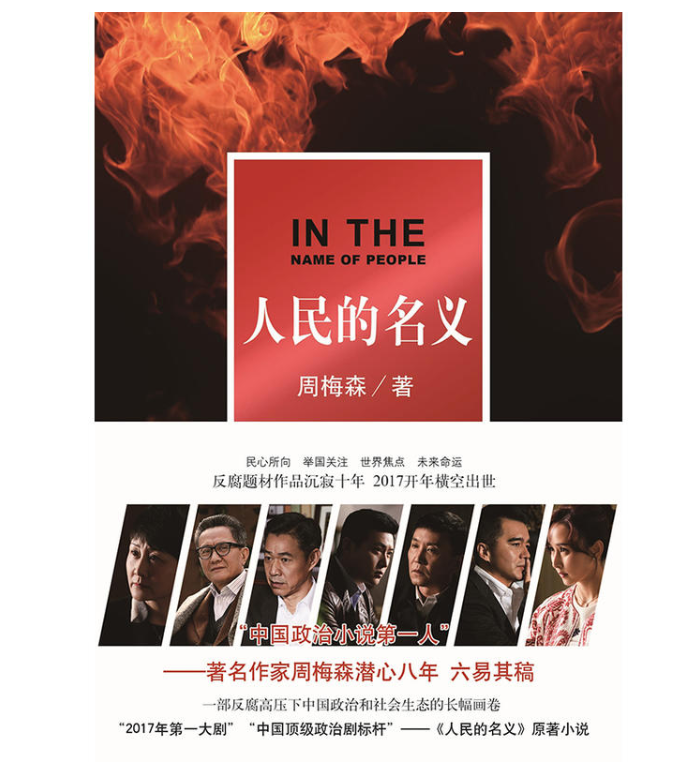 IN THE
NAME OF PEOPLE
人民的名义
周梅森／著
民心所向 举国关注 世界焦点 未来命运
反腐题材作品沉寂十年 2017开年横空出世
“中国政治小说第一人”
——著名作家周梅森潜心八年 六易其稿
一部反腐高压下中国政治和社会生态的长幅画卷
“2017年第一大剧”“中国顶级政治剧标杆”——《人民的名义》原著小说